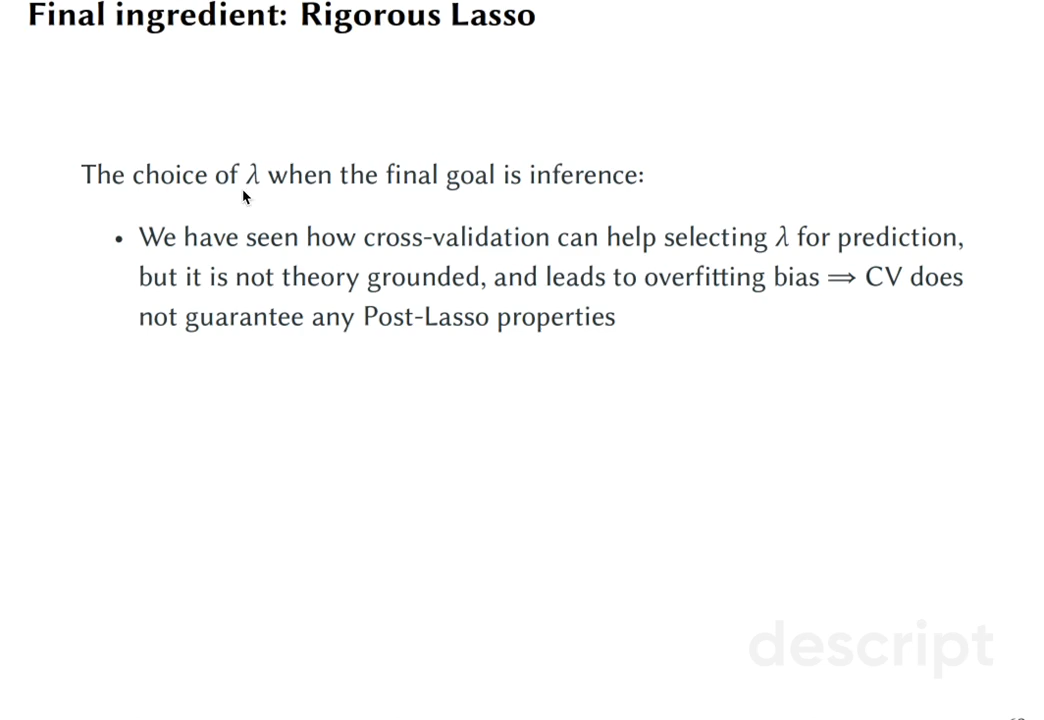 Final ingredient: Rigorous Lasso
The choice of λ when the final goal is inference:
• We have seen how cross-validation can help selecting λ for prediction,
but it is not theory grounded, and leads to overfitting bias ⟹ CV does
not guarantee any Post-Lasso properties
descript